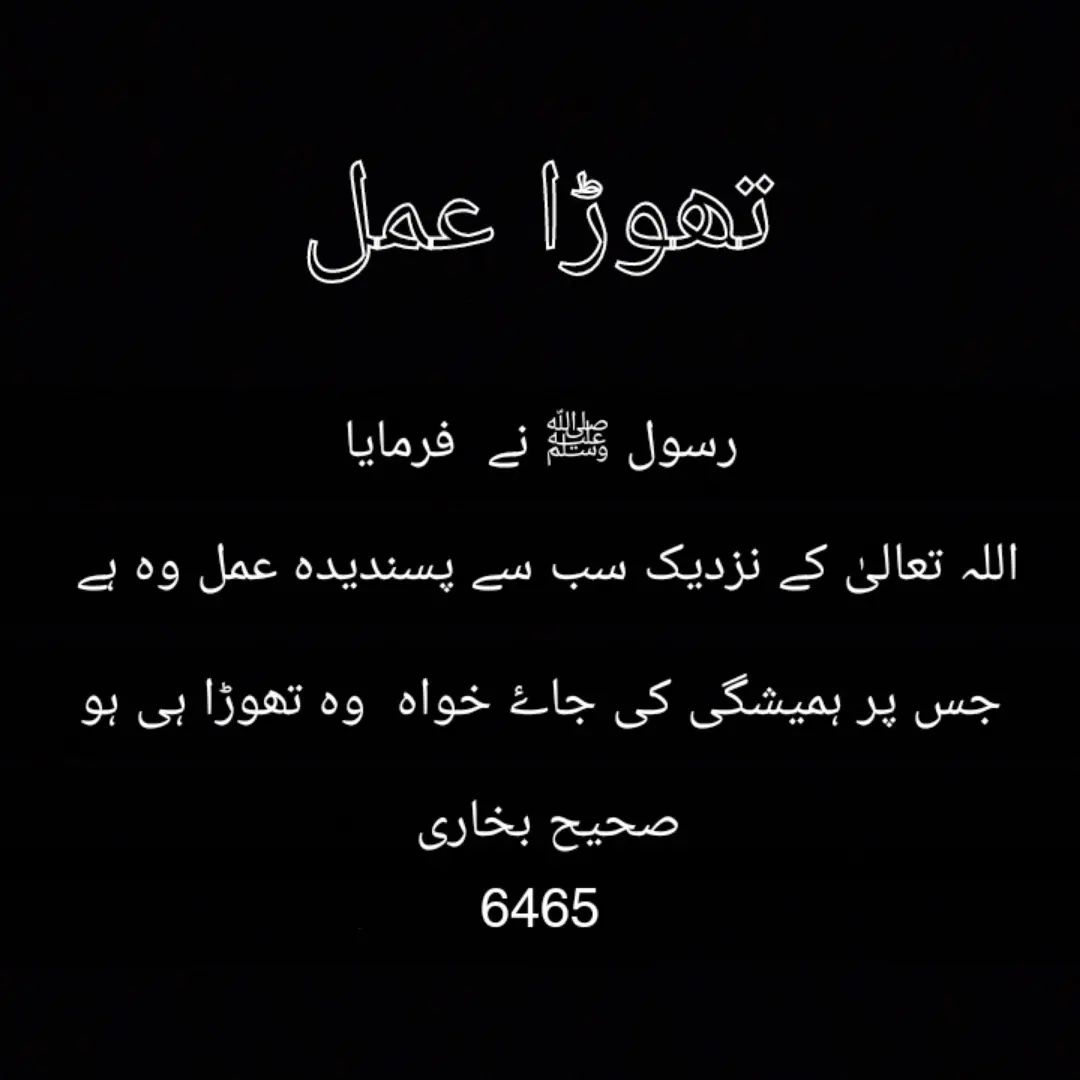 تھوڑا عمل
رسول ﷺ نے فرمایا
اللہ تعالیٰ کے نزدیک سب سے پسندیدہ عمل وہ ہے
جس پر ہمیشگی کی جاۓ خواہ وہ تھوڑا ہی ہو
صحیح بخاری
6465